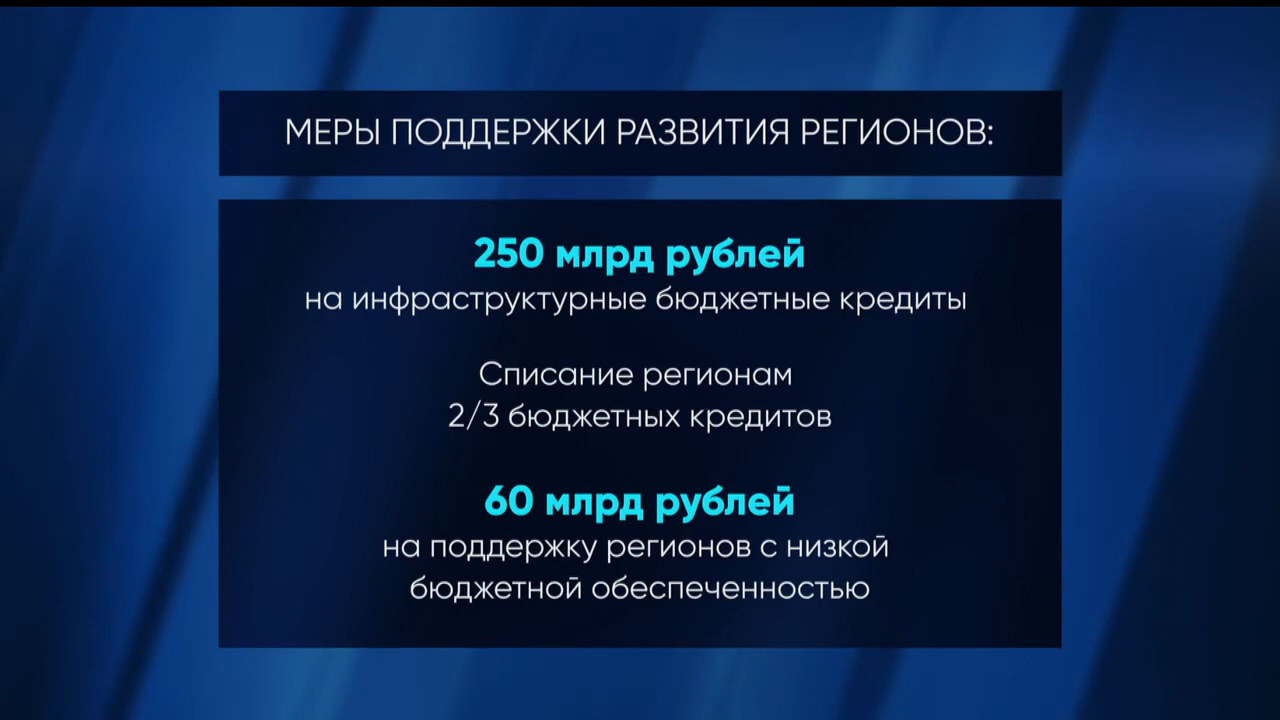 МЕРЫ ПОДДЕРЖКИ РАЗВИТИЯ РЕГИОНОВ:
250 млрд рублей
на инфраструктурные бюджетные кредиты
Списание регионам
2/3 бюджетных кредитов
60 млрд рублей
на поддержку регионов с низкой
бюджетной обеспеченностью